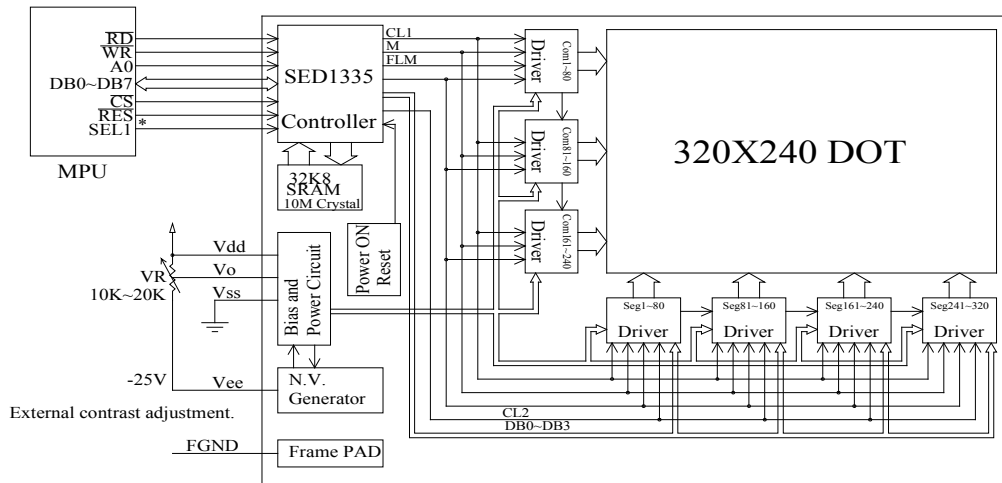 RD
WR
A0
DB0~DB7
CS
RES
SEL1 *
MPU
SED1335
Controller
32K8
SRAM
10M Crystal
Power ON
Reset
CL1
M
FLM
Driver
Com1~80
Driver
Com81~160
Driver
Com161~240
320X240 DOT
Vdd
VR
Vo
10K~20K
Vss
Bias and
Power Circuit
-25V
Vee
N.V.
Generator
External contrast adjustment.
FGND
Frame PAD
Seg1~80
Driver
Seg81~160
Driver
Seg161~240
Driver
Seg241~320
Driver
CL2
DB0~DB3